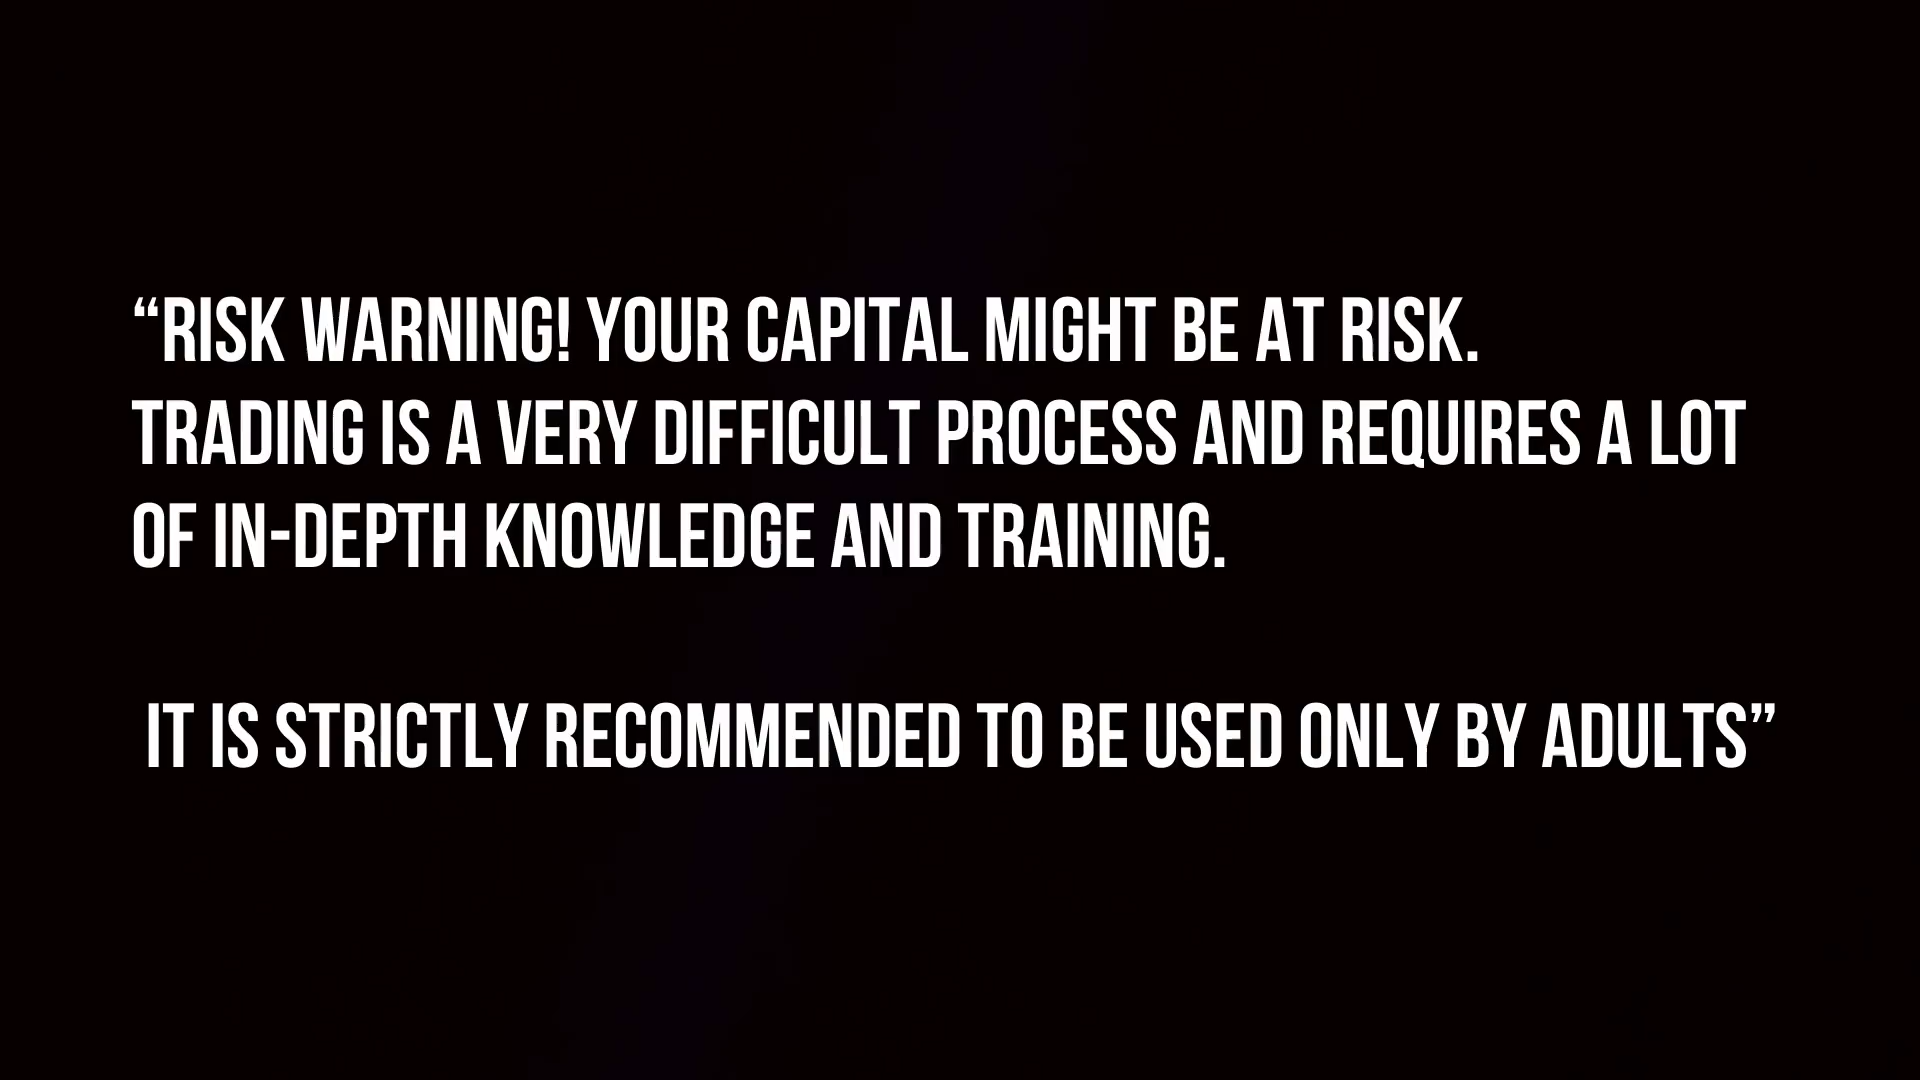 “RISK WARNING! YOUR CAPITAL MIGHT BE AT RISK.
TRADING IS A VERY DIFFICULT PROCESS AND REQUIRES A LOT
OF IN-DEPTH KNOWLEDGE AND TRAINING.
IT IS STRICTLY RECOMMENDED TO BE USED ONLY BY ADULTS”